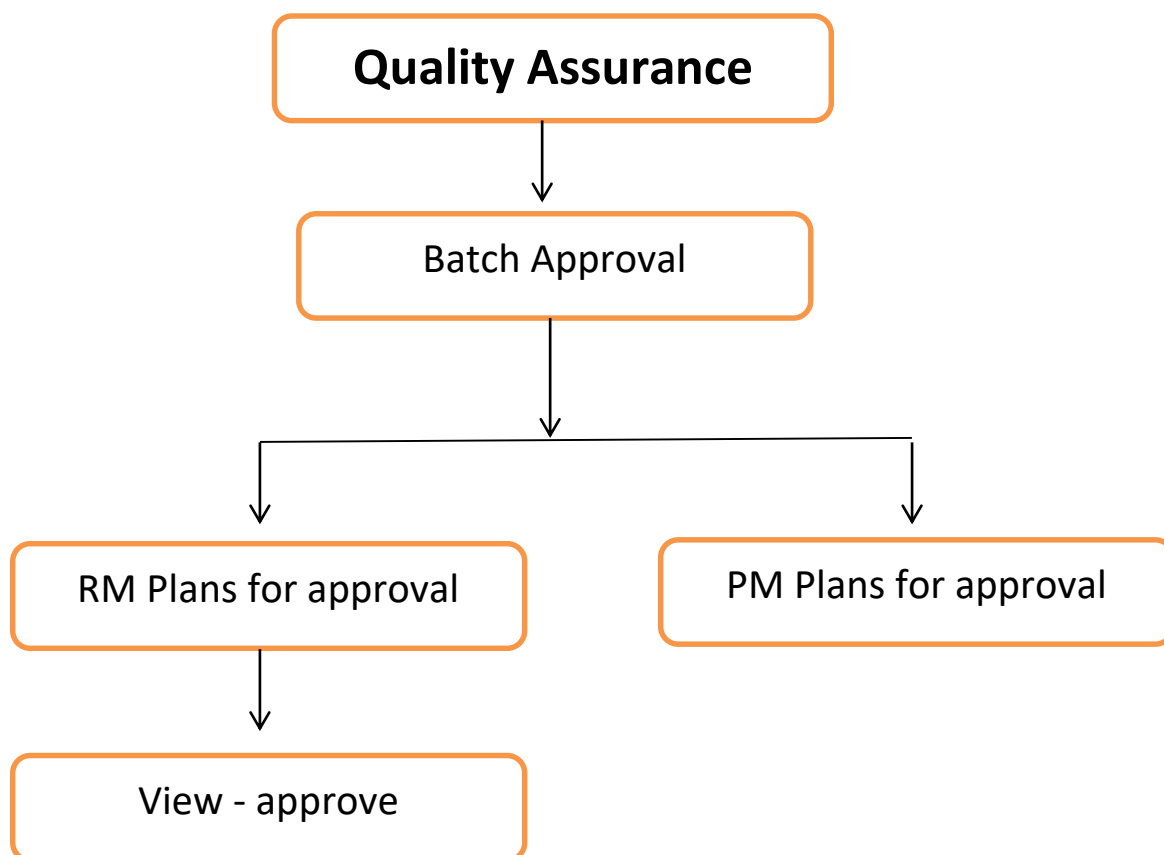 Quality Assurance
Batch Approval
RM Plans for approval
PM Plans for approval
View - approve